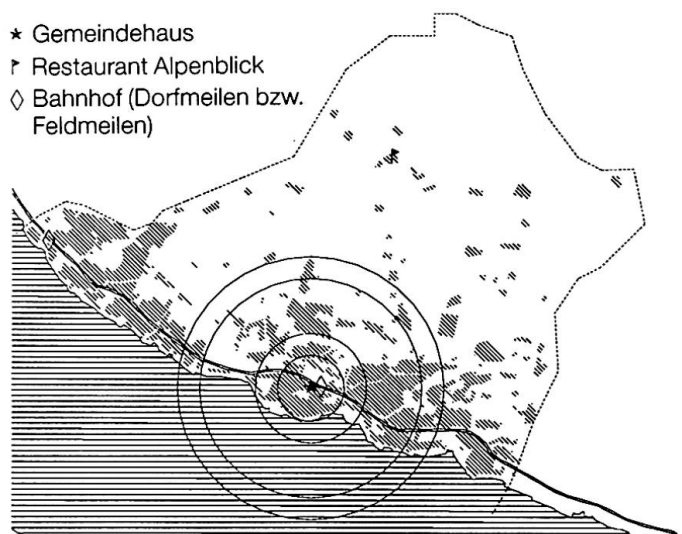 Gemeindehaus
Restaurant Alpenblick
Bahnhof (Dorfmeilen bzw.
Feldmeilen)